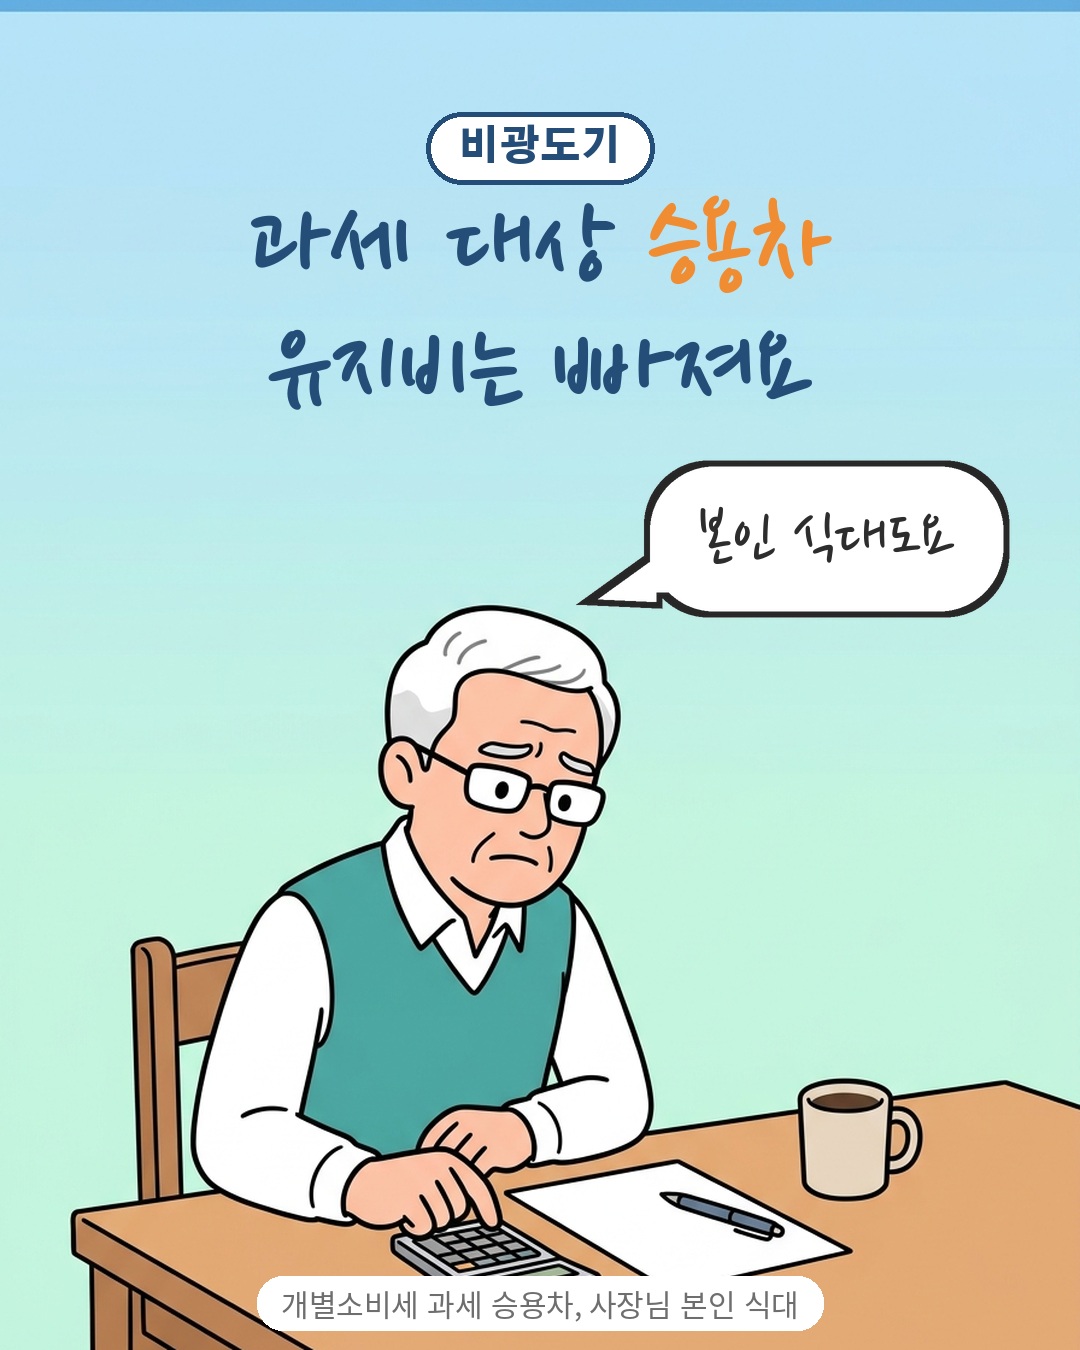 비광도기
과세 대상 승용차
유지비는 빠져요
본인 식대도요
개별소비세 과세 승용차, 사장님 본인 식대